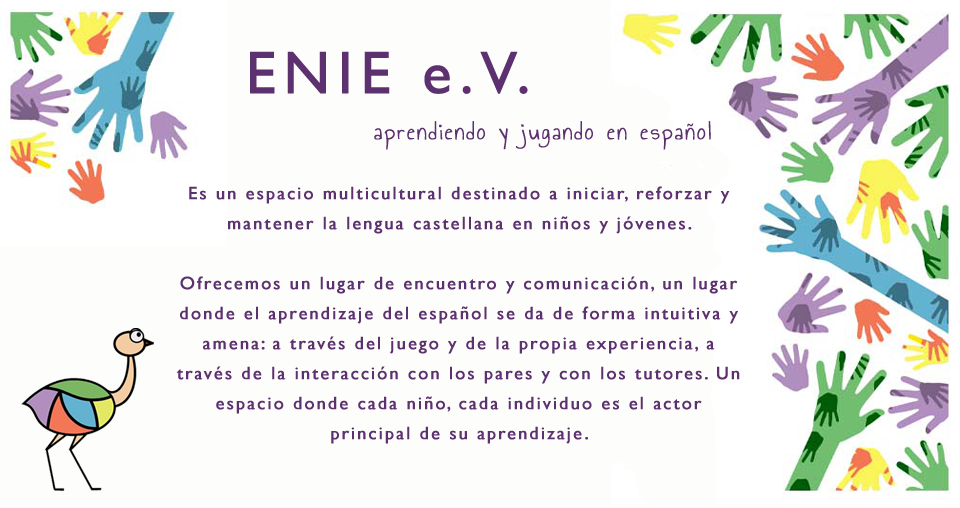 ENIE e.V.
aprendiendo y jugando en español
Es un espacio multicultural destinado a iniciar, reforzar y
mantener la lengua castellana en niños y jóvenes.
Ofrecemos un lugar de encuentro y comunicación, un lugar
donde el aprendizaje del español se da de forma intuitiva y
amena: a través del juego y de la propia experiencia, a
través de la interacción con los pares y con los tutores. Un
espacio donde cada niño, cada individuo es el actor
principal de su aprendizaje.